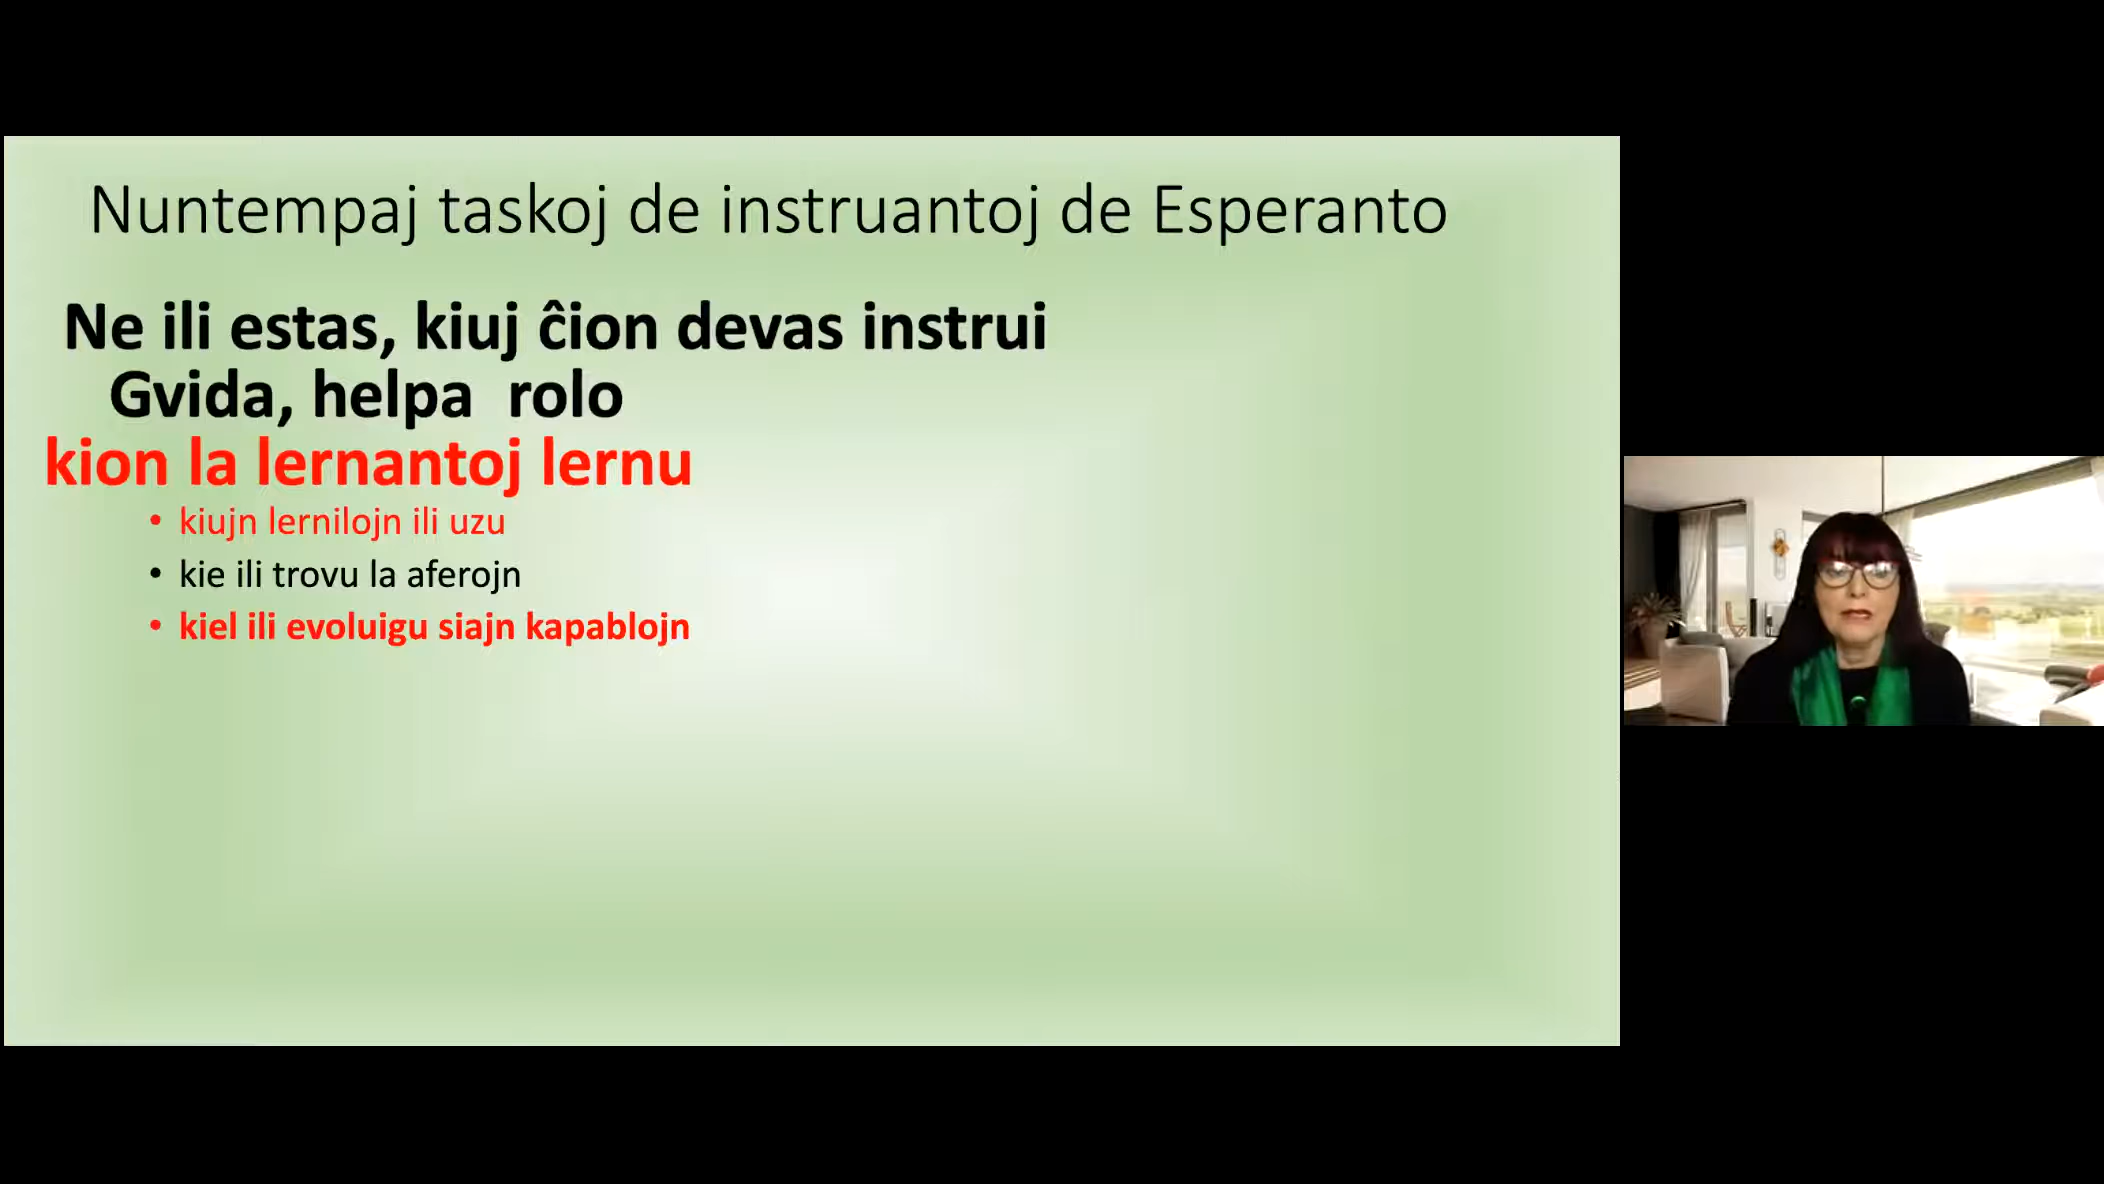 Nuntempaj taskoj de instruantoj de Esperanto
Ne ili estas, kiuj ĉion devas instrui
Gvida, helpa rolo
kion la lernantoj lernu
• kiujn lernilojn ili uzu
• kie ili trovu la aferojn
• kiel ili evoluigu siajn kapablojn